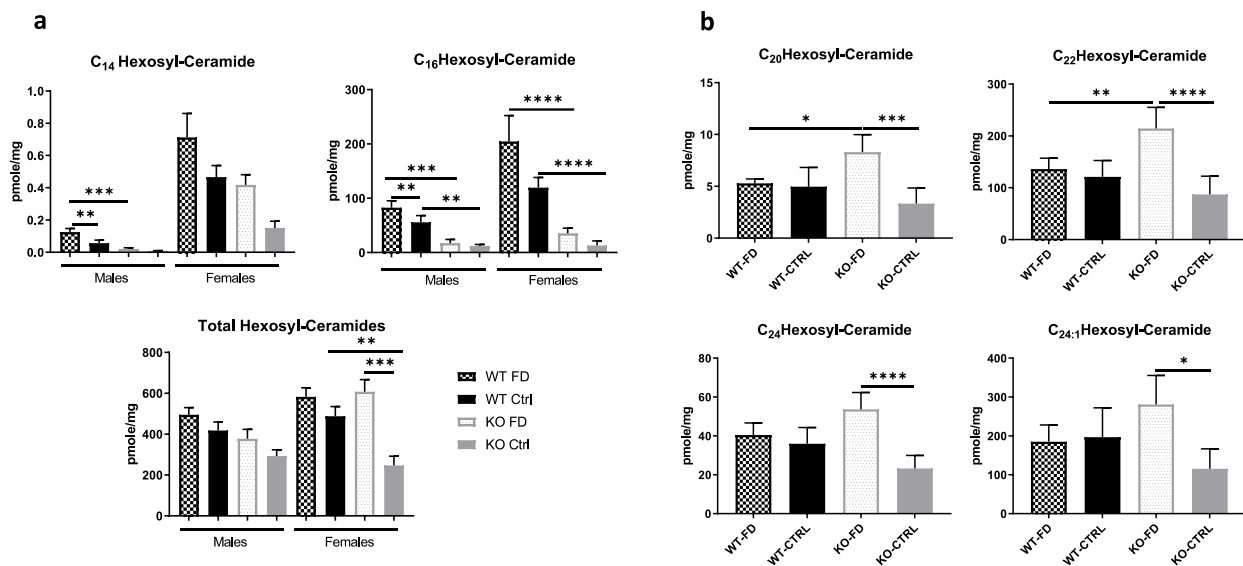 a
C14 Hexosyl-Ceramide
pmole/mg
1.0
0.8
0.6
0.4
0.2
0.0
***
**
Males
Females
C16Hexosyl-Ceramide
pmole/mg
300
200
100
0
****
****
***
**
**
Males
Females
Total Hexosyl-Ceramides
pmole/mg
800
600
400
200
0
**
***
Males
Females
WT FD
WT Ctrl
KO FD
KO Ctrl
b
C20Hexosyl-Ceramide
pmole/mg
15
10
5
0
*
***
WT-FD
WT-CTRL
KO-FD
KO-CTRL
C22Hexosyl-Ceramide
pmole/mg
300
200
100
0
**
****
WT-FD
WT-CTRL
KO-FD
KO-CTRL
C24Hexosyl-Ceramide
pmole/mg
80
60
40
20
0
****
WT-FD
WT-CTRL
KO-FD
KO-CTRL
C24:1Hexosyl-Ceramide
pmole/mg
400
300
200
100
0
*
WT-FD
WT-CTRL
KO-FD
KO-CTRL